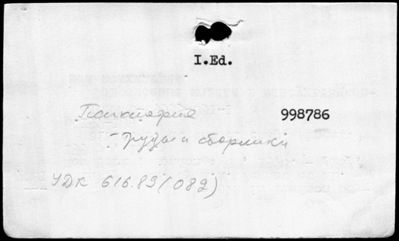 I.Ed.
Психиатрия 998786
Труды и сборники
УДК 616.89(082)